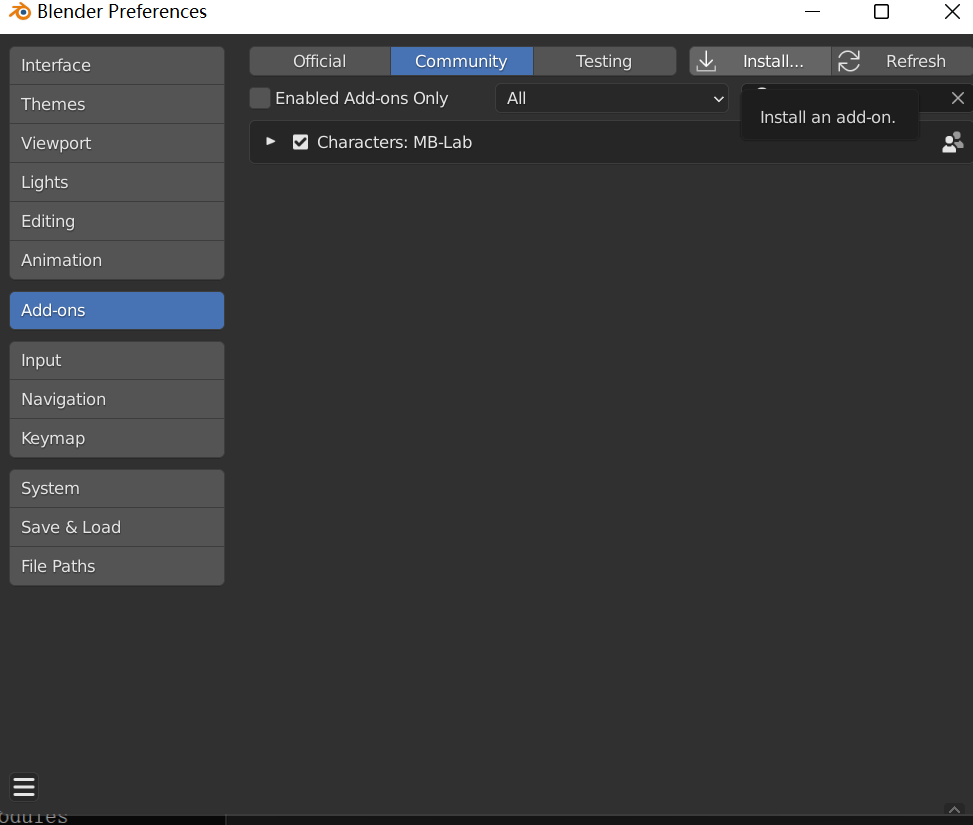 Blender Preferences
Interface
Themes
Viewport
Lights
Editing
Animation
Add-ons
Input
Navigation
Keymap
System
Save & Load
File Paths
Official Community Testing Install... Refresh
Enabled Add-ons Only All
Install an add-on.
Characters: MB-Lab
odules